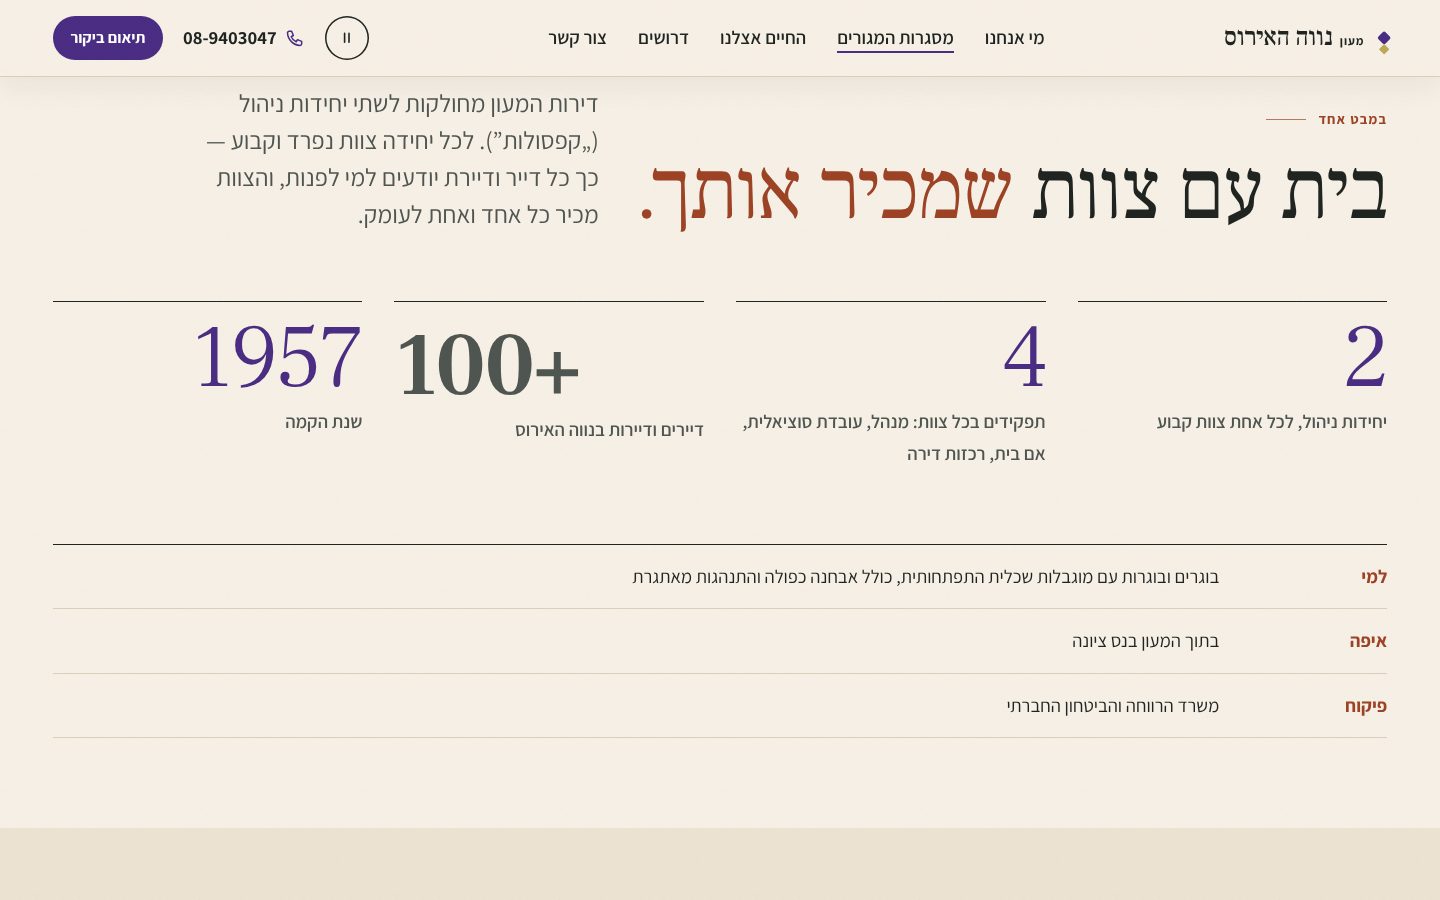 מעון נווה האירוס
מי אנחנו
מסגרות המגורים
החיים אצלנו
דרושים
צור קשר
08-9403047
תיאום ביקור
במבט אחד
בית עם צוות שמכיר אותך.
דירות המעון מחולקות לשתי יחידות ניהול
(„קפסולות”). לכל יחידה צוות נפרד וקבוע —
כך כל דייר ודיירת יודעים למי לפנות, והצוות
מכיר כל אחד ואחת לעומק.
2
יחידות ניהול, לכל אחת צוות קבוע
4
תפקידים בכל צוות: מנהל, עובדת סוציאלית,
אם בית, רכזות דירה
100+
דיירים ודיירות בנווה האירוס
1957
שנת הקמה
למי
בוגרים ובוגרות עם מוגבלות שכלית התפתחותית, כולל אבחנה כפולה והתנהגות מאתגרת
איפה
בתוך המעון בנס ציונה
פיקוח
משרד הרווחה והביטחון החברתי